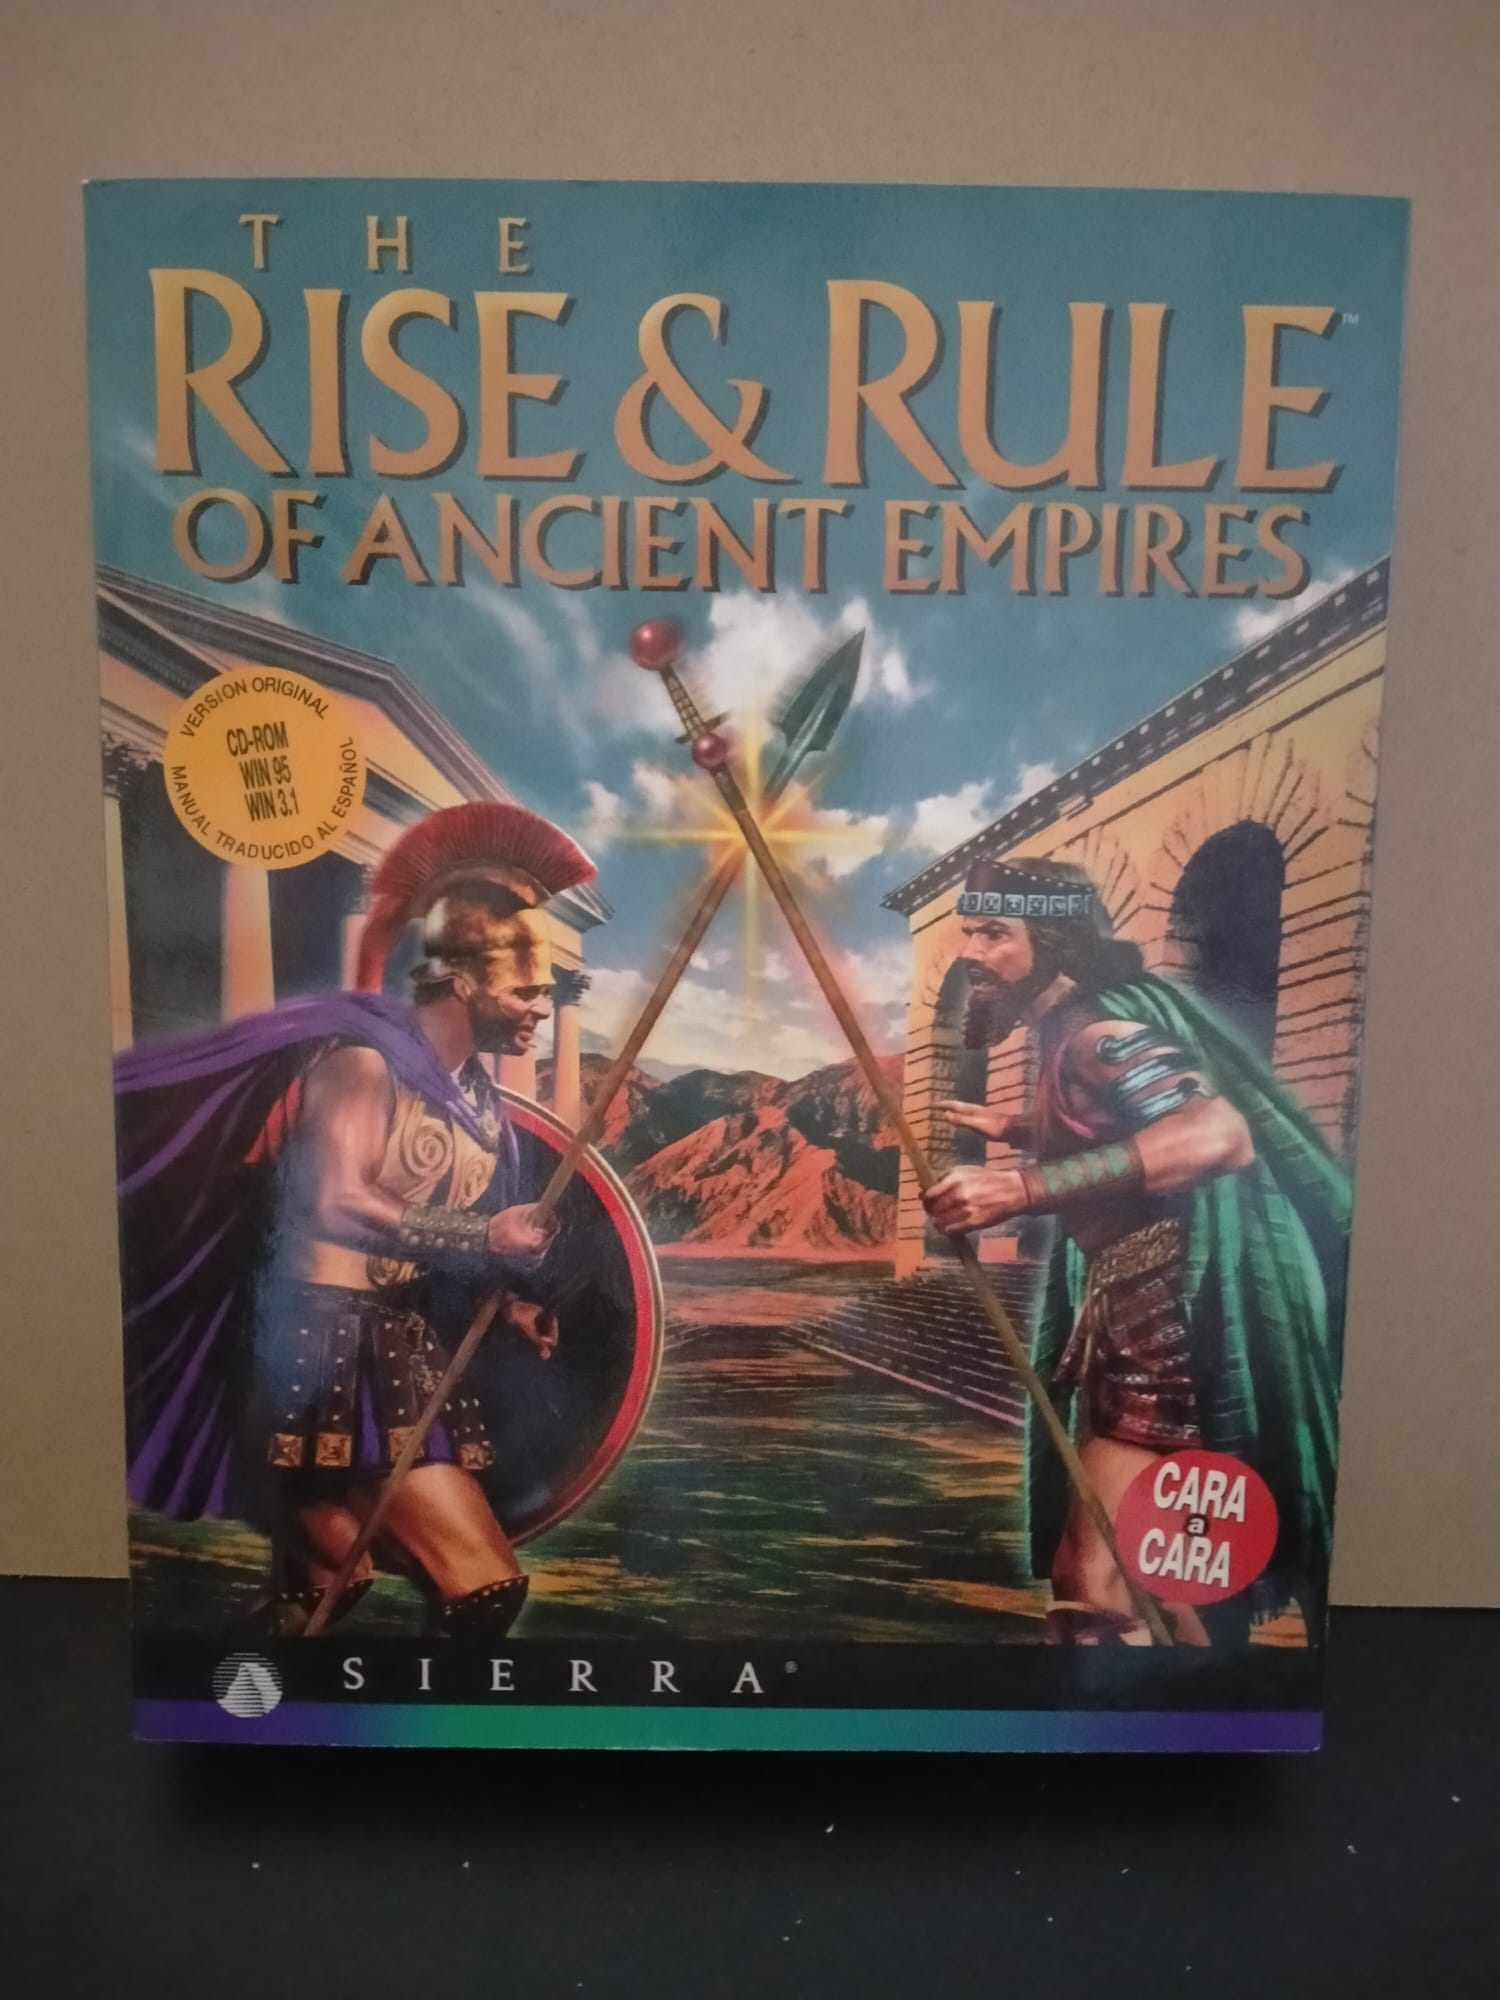 THE
RISE & RULE™
OF ANCIENT EMPIRES
VERSION ORIGINAL
CD-ROM
WIN 95
WIN 3.1
MANUAL TRADUCIDO AL ESPAÑOL
CARA
a
CARA
SIERRA®